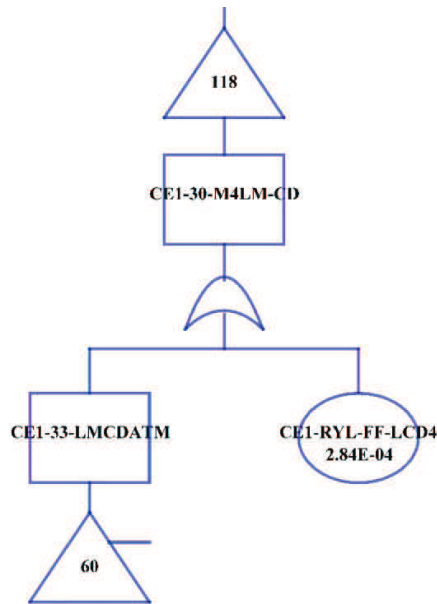 118
CE1-30-M4LM-CD
CE1-33-LMCDATM
CE1-RYL-FF-LCD4
2.84E-04
60